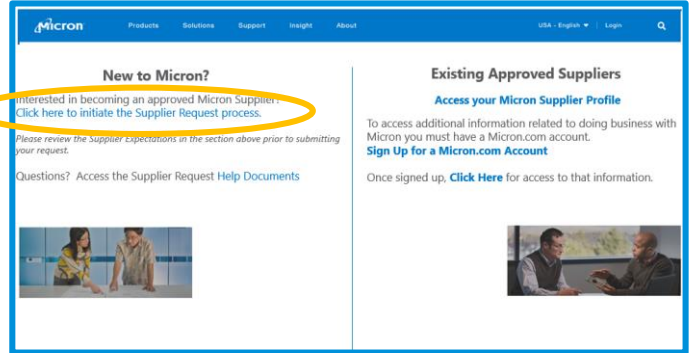 Micron Products Solutions Support Insight About USA - English Login
New to Micron?
Interested in becoming an approved Micron Supplier?
Click here to initiate the Supplier Request process.
Please review the Supplier Expectations in the section above prior to submitting
your request.
Questions? Access the Supplier Request Help Documents
Existing Approved Suppliers
Access your Micron Supplier Profile
To access additional information related to doing business with
Micron you must have a Micron.com account.
Sign Up for a Micron.com Account
Once signed up, Click Here for access to that information.